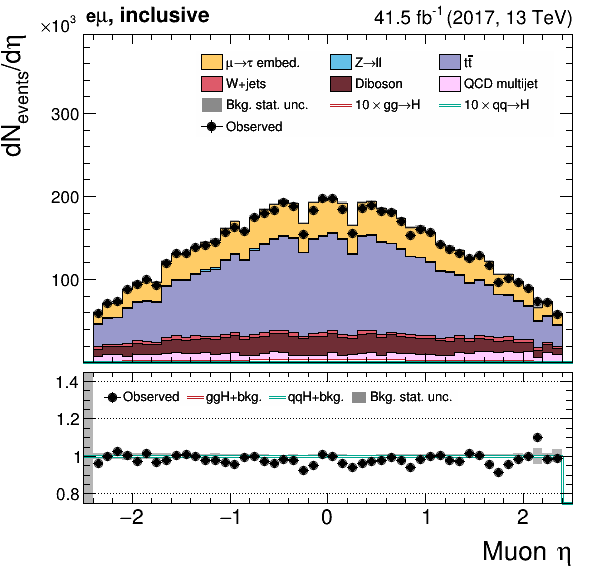 ×10³ eμ, inclusive 41.5 fb⁻¹ (2017, 13 TeV)
dN_events/dη
μ→τ embed. Z→ll tt̄
W+jets Diboson QCD multijet
Bkg. stat. unc. 10 × gg→H 10 × qq→H
Observed
300
200
100
1.4
Observed ggH+bkg. qqH+bkg. Bkg. stat. unc.
1.2
1
0.8
−2 −1 0 1 2
Muon η